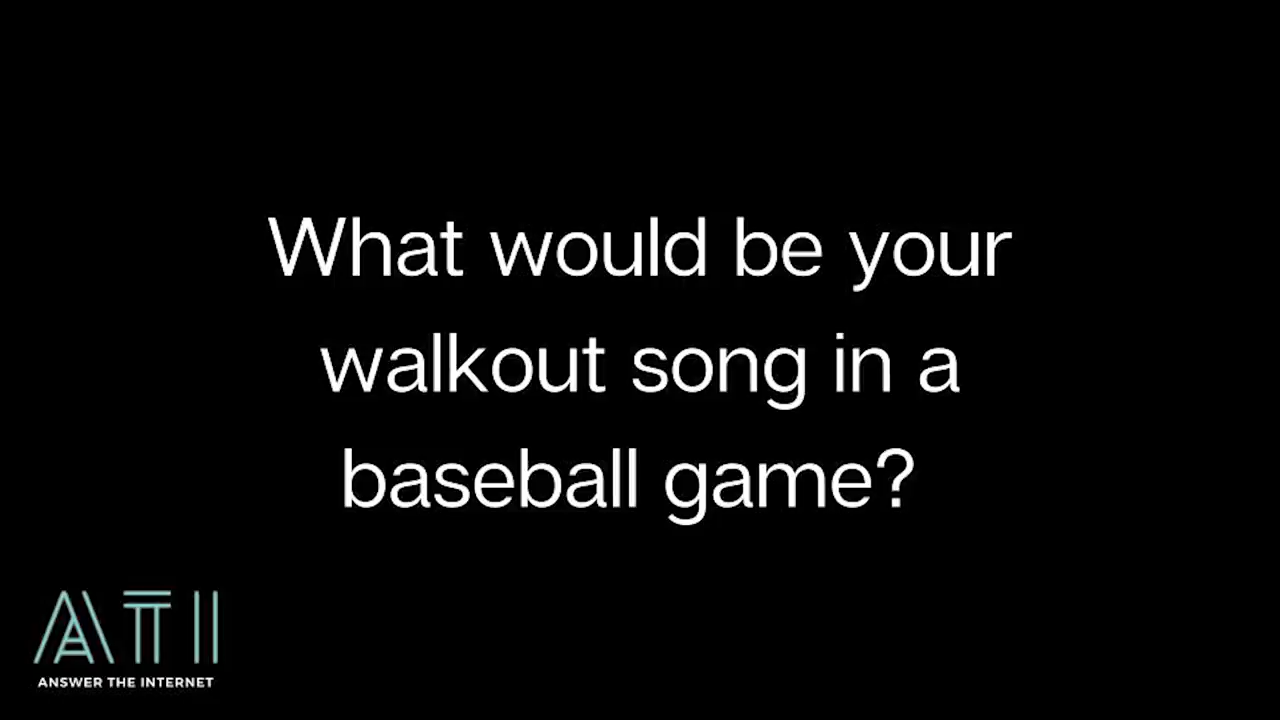 What would be your
walkout song in a
baseball game?
ATI
ANSWER THE INTERNET